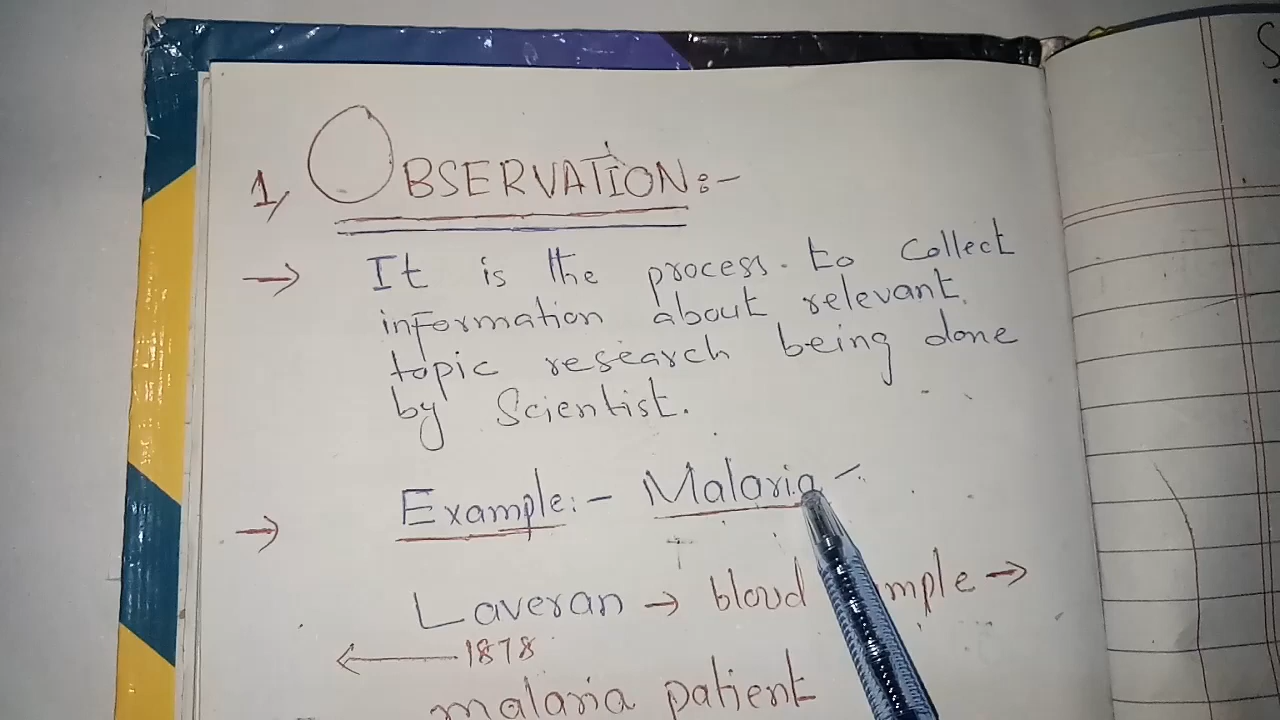 1, OBSERVATION:-
→ It is the process to collect
information about relevant
topic research being done
by Scientist.
→ Example:- Malaria -
Laveran → blood mple →
← 1878
malaria patient
S